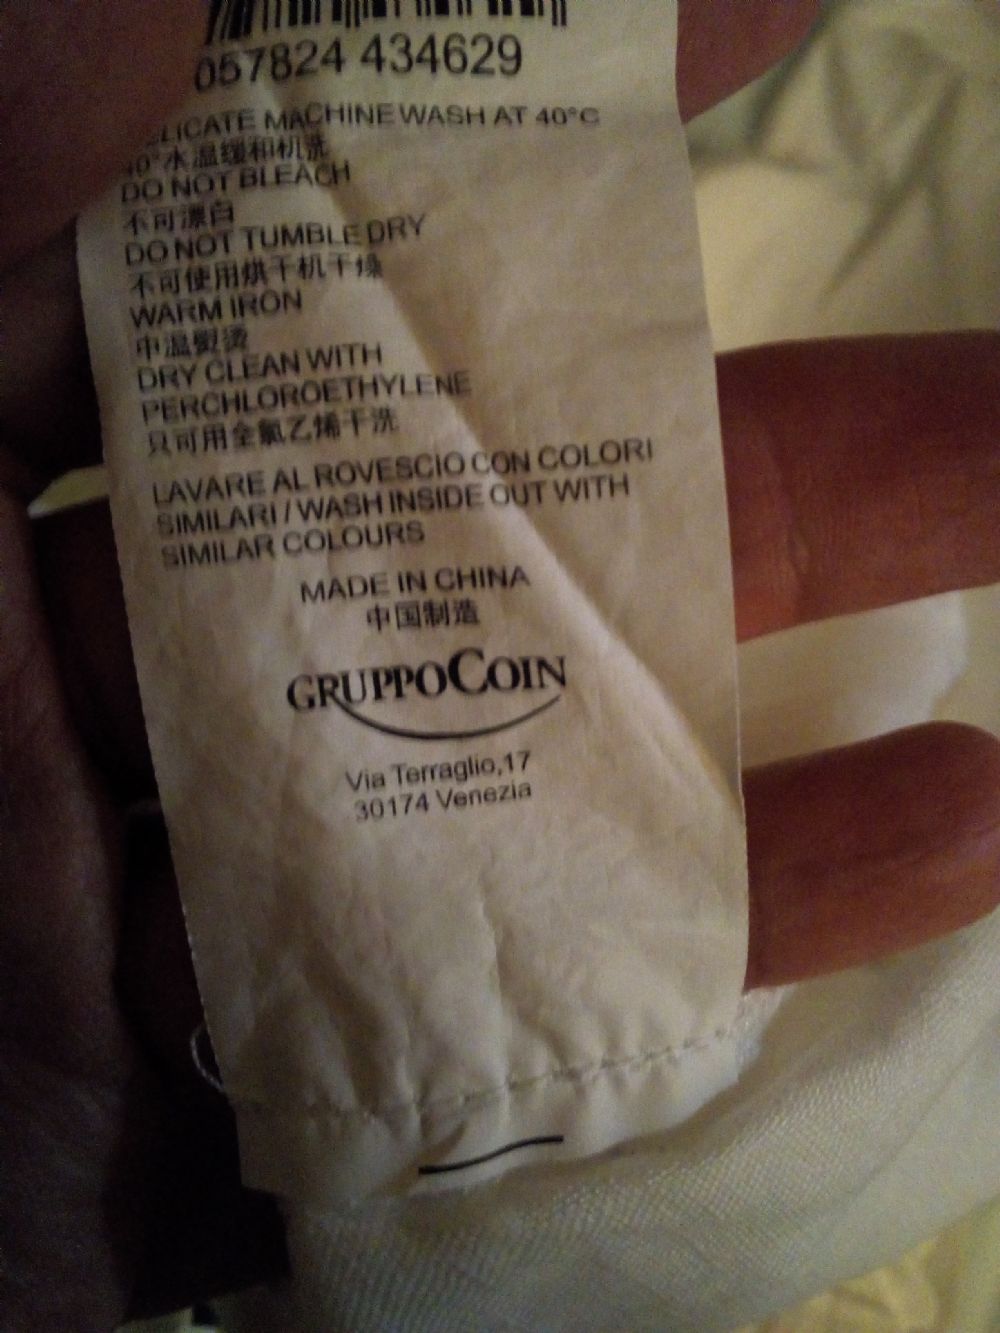 057824 434629
DELICATE MACHINE WASH AT 40°C
40°水温缓和机洗
DO NOT BLEACH
不可漂白
DO NOT TUMBLE DRY
不可使用烘干机干燥
WARM IRON
中温熨烫
DRY CLEAN WITH
PERCHLOROETHYLENE
只可用全氯乙烯干洗
LAVARE AL ROVESCIO CON COLORI
SIMILARI / WASH INSIDE OUT WITH
SIMILAR COLOURS
MADE IN CHINA
中国制造
GRUPPOCOIN
Via Terraglio,17
30174 Venezia